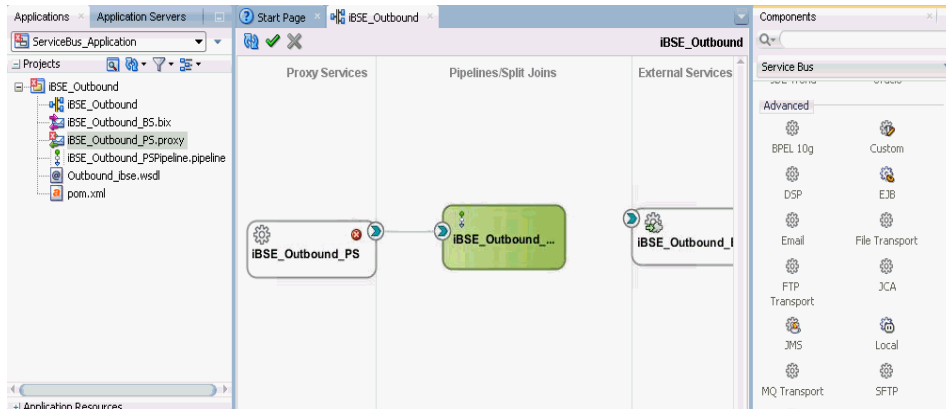 Applications
Application Servers
Start Page
iBSE_Outbound
Components
ServiceBus_Application
iBSE_Outbound
Projects
Service Bus
Proxy Services
Pipelines/Split Joins
External Services
iBSE_Outbound
iBSE_Outbound
iBSE_Outbound_BS.bix
iBSE_Outbound_PS.proxy
iBSE_Outbound_PSPipeline.pipeline
Outbound_ibse.wsdl
pom.xml
iBSE_Outbound_PS
iBSE_Outbound_...
Advanced
BPEL 10g
Custom
DSP
EJB
Email
File Transport
FTP
Transport
JCA
JMS
Local
MQ Transport
SFTP
Application Resources